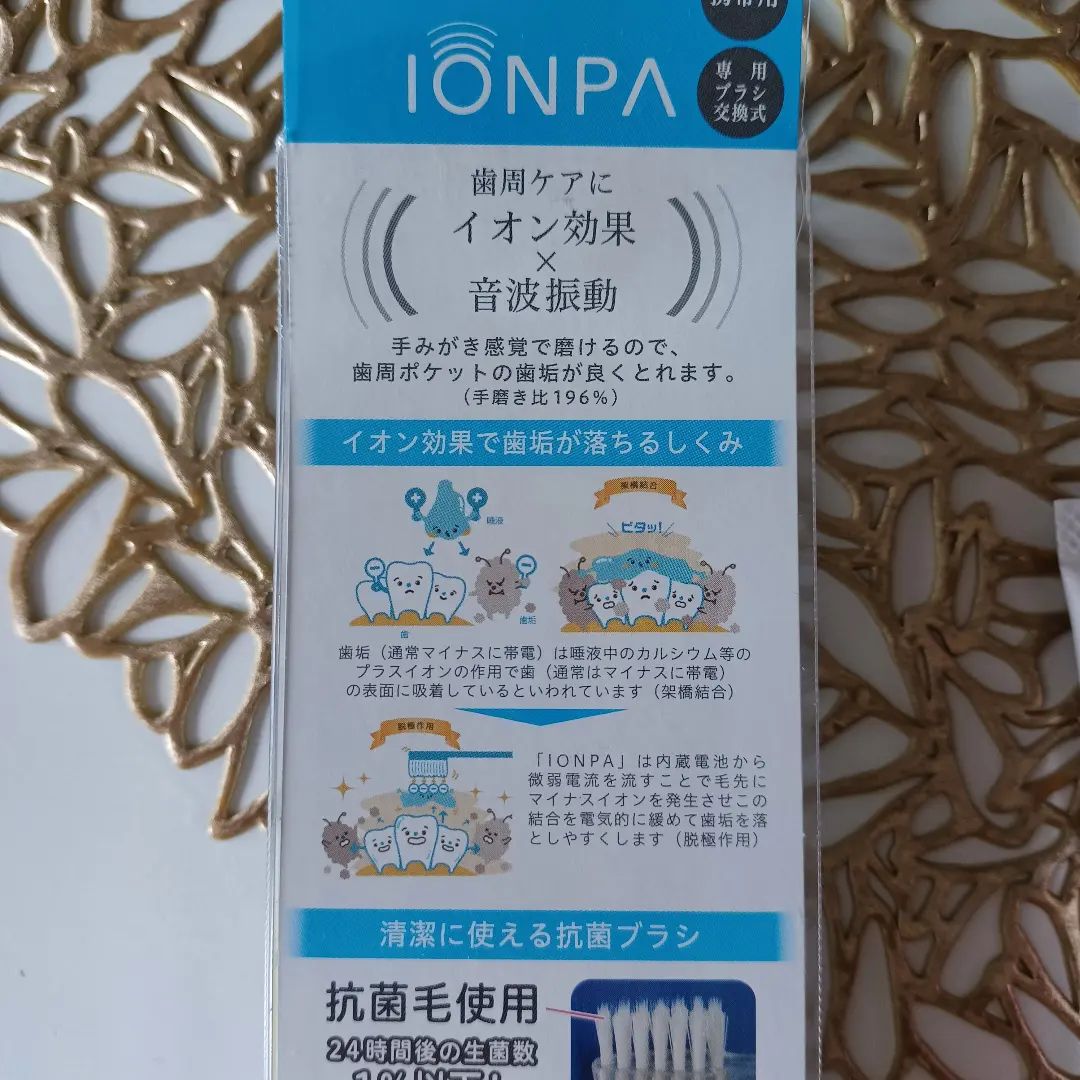 携帯用
IONPA
専用
ブラシ
交換式
歯周ケアに
イオン効果
×
音波振動
手みがき感覚で磨けるので、
歯周ポケットの歯垢が良くとれます。
(手磨き比196%)
イオン効果で歯垢が落ちるしくみ
唾液
歯
歯垢
架橋結合
ピタッ!
歯垢(通常マイナスに帯電)は唾液中のカルシウム等の
プラスイオンの作用で歯(通常はマイナスに帯電)
の表面に吸着しているといわれています(架橋結合)
脱極作用
「IONPA」は内蔵電池から
微弱電流を流すことで毛先に
マイナスイオンを発生させこの
結合を電気的に緩めて歯垢を落
としやすくします(脱極作用)
清潔に使える抗菌ブラシ
抗菌毛使用
24時間後の生菌数
1%以下!